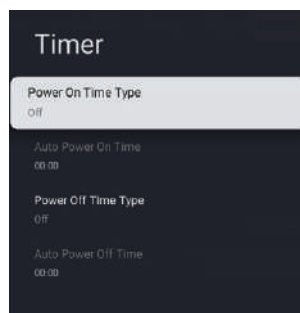 Timer
Power On Time Type
Off
Auto Power On Time
00:00
Power Off Time Type
Off
Auto Power Off Time
00:00